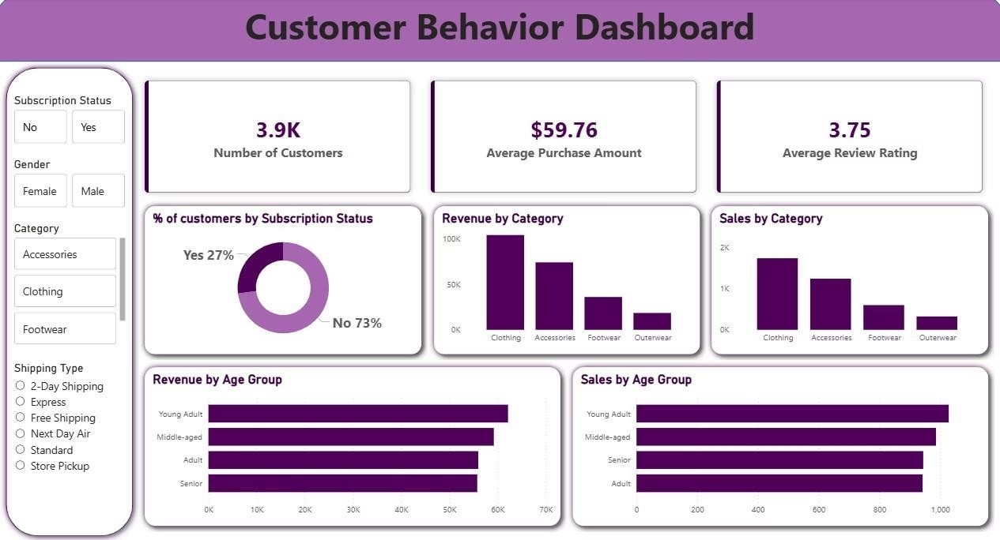 Customer Behavior Dashboard
Subscription Status
No
Yes
Gender
Female
Male
Category
Accessories
Clothing
Footwear
Shipping Type
2-Day Shipping
Express
Free Shipping
Next Day Air
Standard
Store Pickup
3.9K
Number of Customers
$59.76
Average Purchase Amount
3.75
Average Review Rating
% of customers by Subscription Status
Yes 27%
No 73%
Revenue by Category
100K
50K
0K
Clothing
Accessories
Footwear
Outerwear
Sales by Category
2K
1K
0K
Clothing
Accessories
Footwear
Outerwear
Revenue by Age Group
Young Adult
Middle-aged
Adult
Senior
0K
10K
20K
30K
40K
50K
60K
70K
Sales by Age Group
Young Adult
Middle-aged
Senior
Adult
0
200
400
600
800
1,000